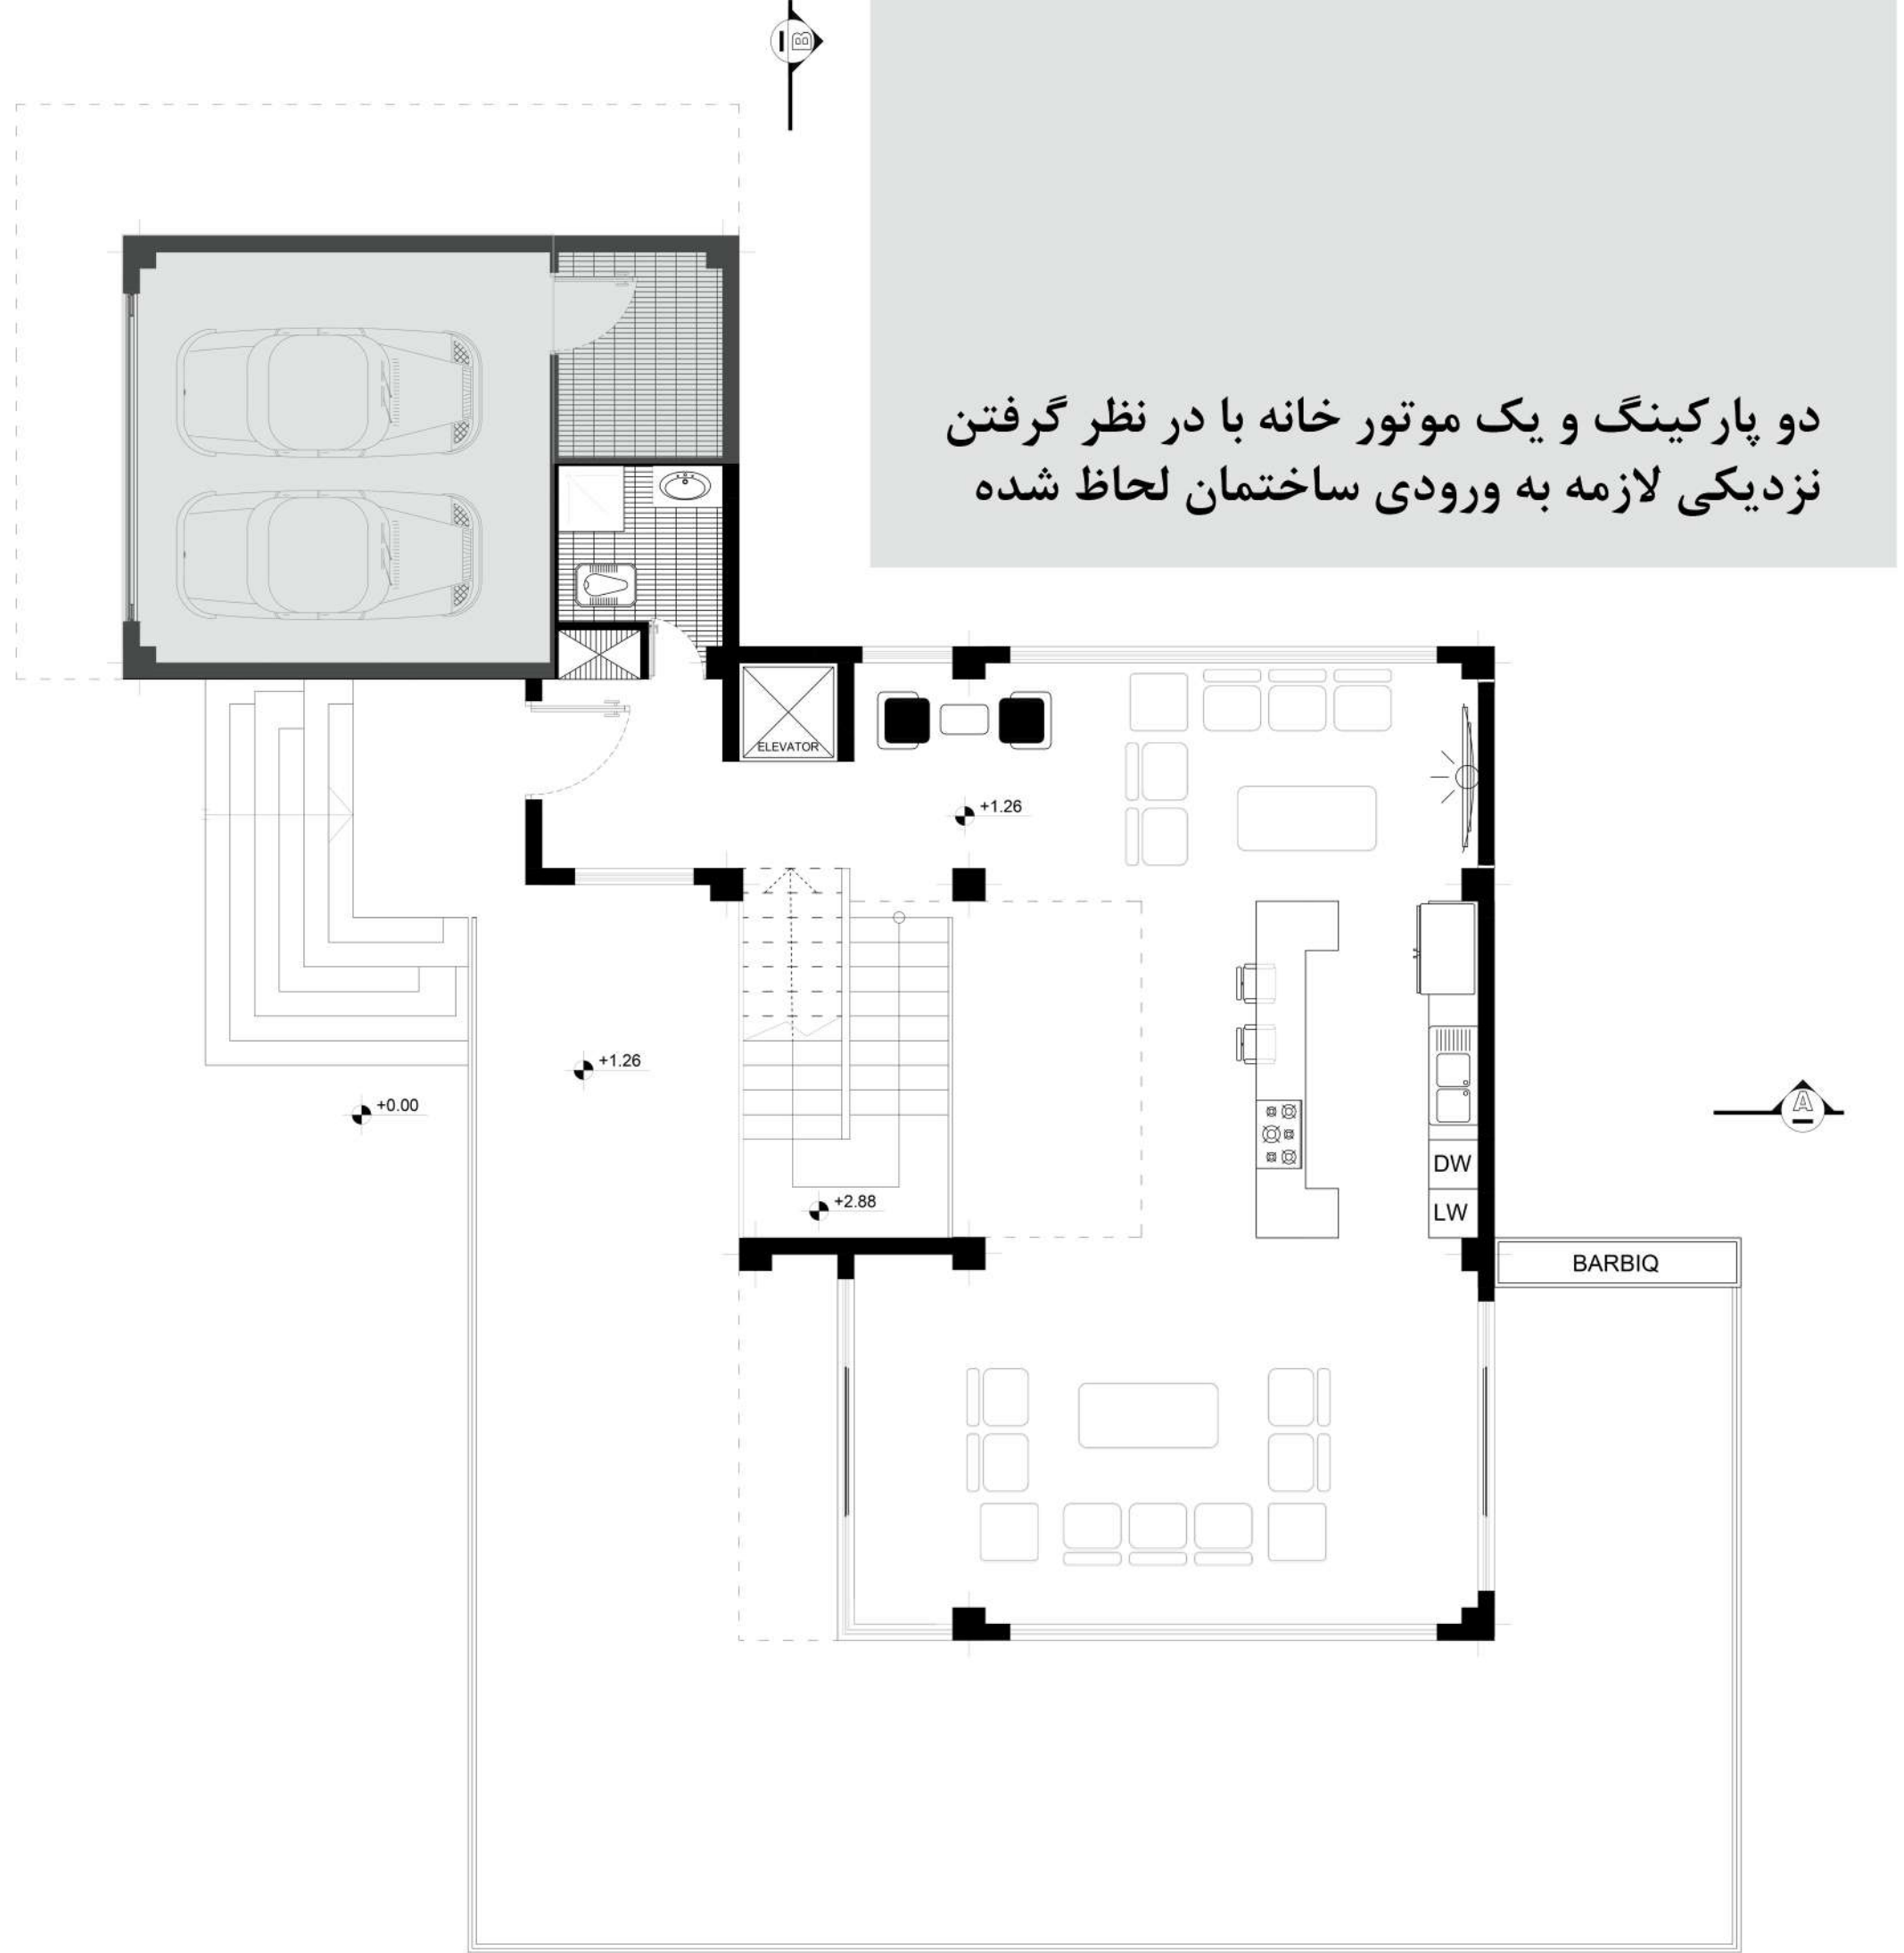 B
دو پارکینگ و یک موتور خانه با در نظر گرفتن
نزدیکی لازمه به ورودی ساختمان لحاظ شده
ELEVATOR
+1.26
+1.26
+0.00
A
DW
+2.88
LW
BARBIQ